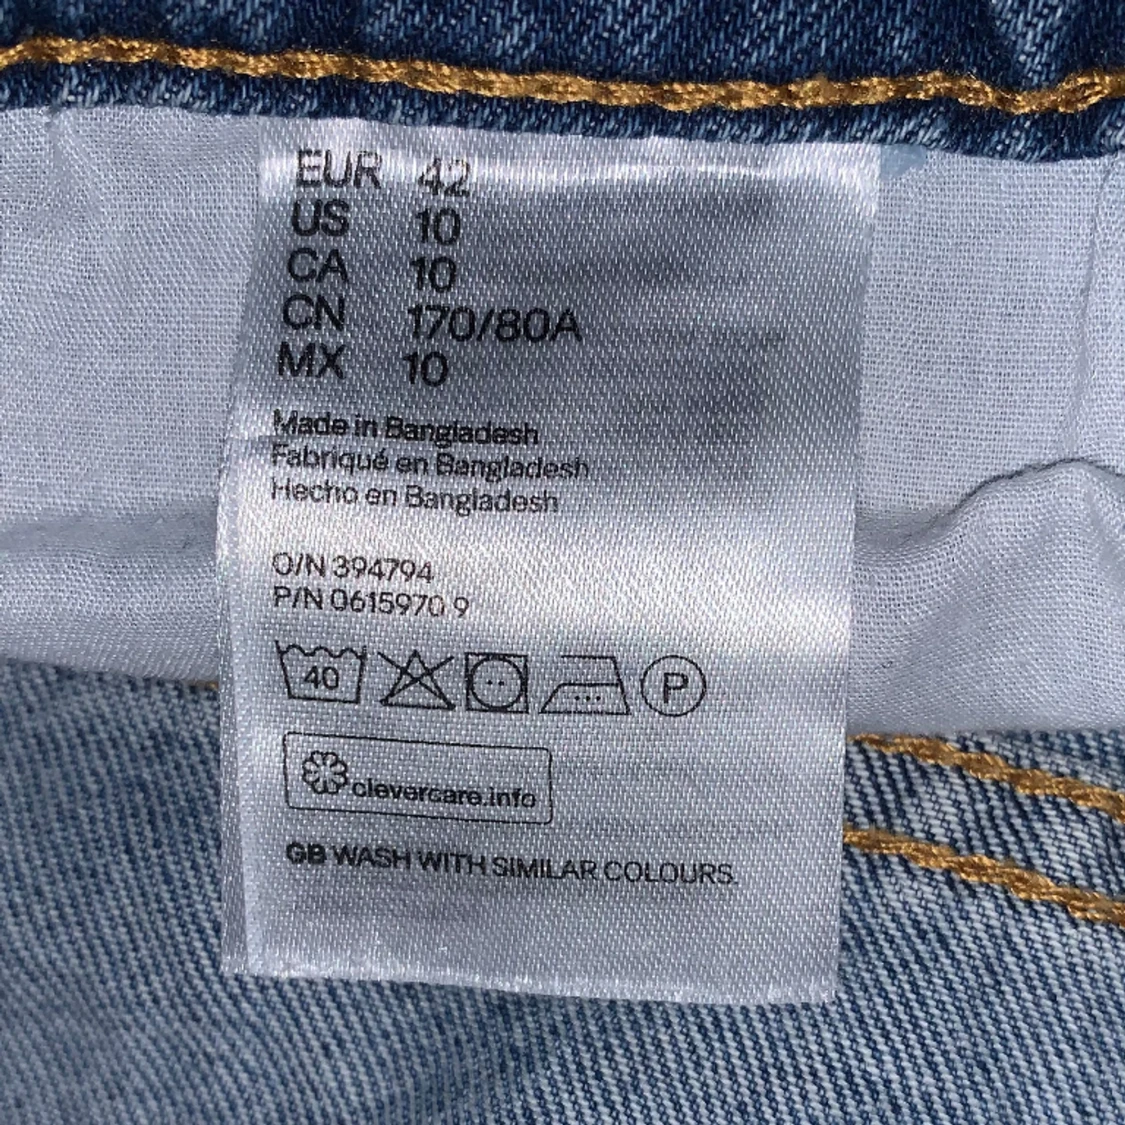 EUR 42
US 10
CA 10
CN 170/80A
MX 10
Made in Bangladesh
Fabriqué en Bangladesh
Hecho en Bangladesh
O/N 394794
P/N 0615970 9
40 P
clevercare.info
GB WASH WITH SIMILAR COLOURS.